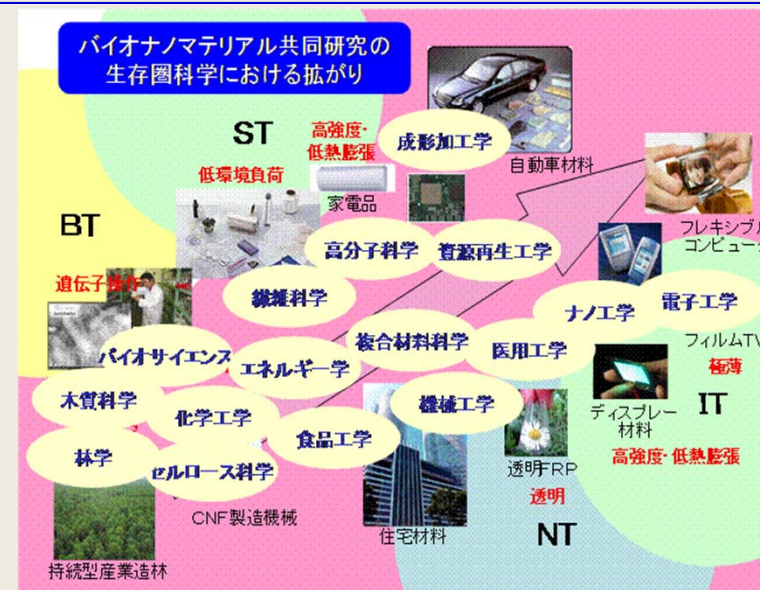 バイオナノマテリアル共同研究の
生存圏科学における拡がり
ST
高強度・
低熱膨張
成形加工学
自動車材料
低環境負荷
家電品
BT
高分子科学
資源再生工学
フレキシブル
コンピュータ
遺伝子操作
繊維科学
ナノ工学
電子工学
バイオサイエンス
エネルギー学
複合材料科学
医用工学
フィルムTV
極薄
木質科学
化学工学
機械工学
ディスプレー
材料
IT
林学
セルロース科学
食品工学
高強度・低熱膨張
透明FRP
透明
CNF製造機械
住宅材料
NT
持続型産業造林